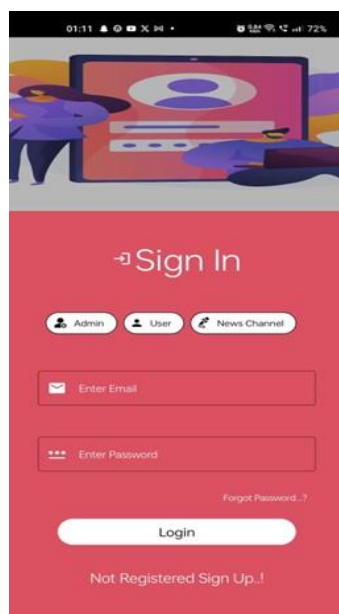 01:11 72%
Sign In
Admin User News Channel
Enter Email
Enter Password
Forgot Password..?
Login
Not Registered Sign Up..!